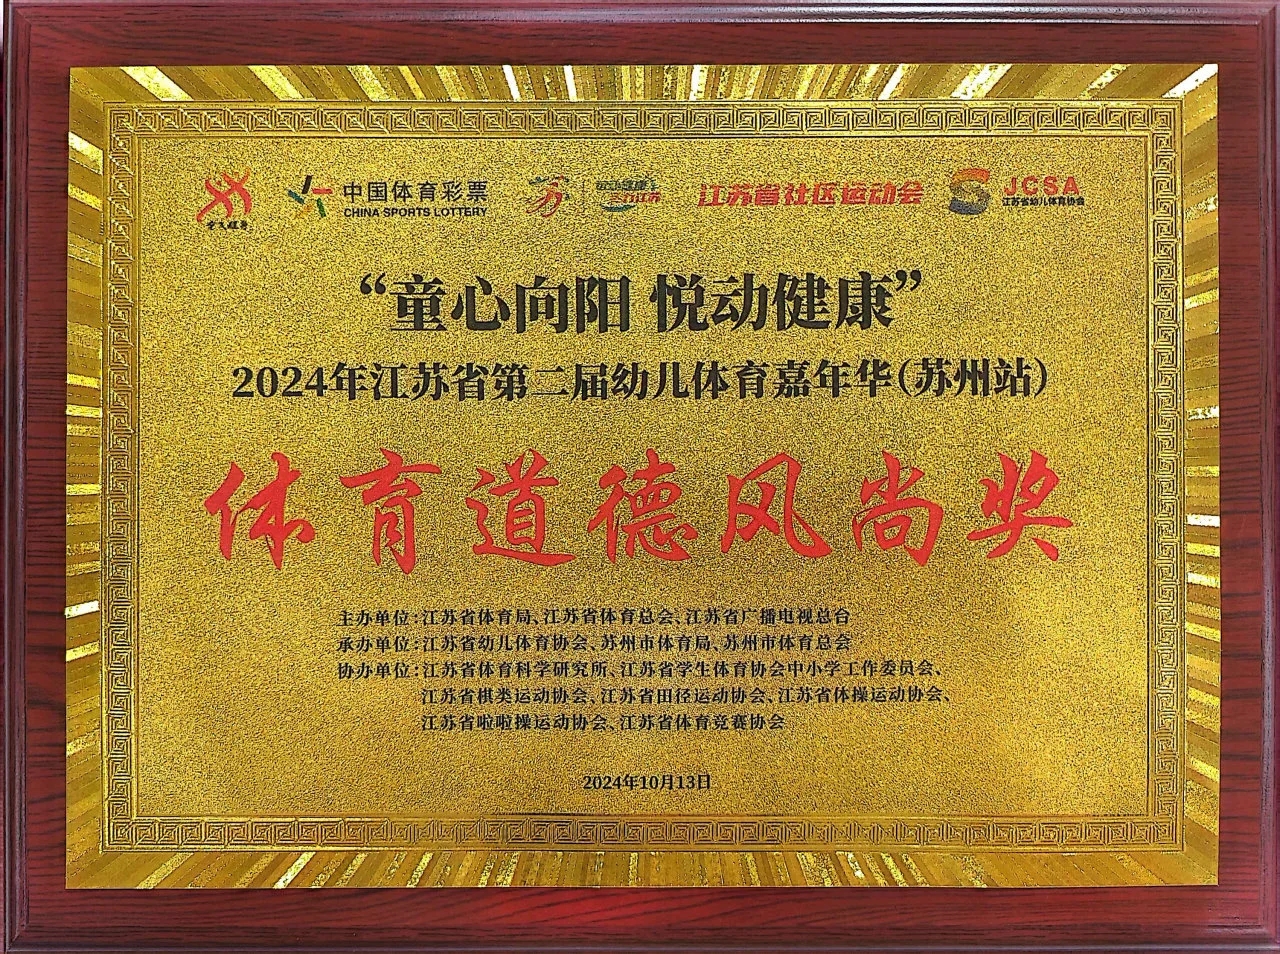 中国体育彩票
CHINA SPORTS LOTTERY
江苏省社区运动会
JCSA
江苏省幼儿体育协会
“童心向阳 悦动健康”
2024年江苏省第二届幼儿体育嘉年华(苏州站)
体育道德风尚奖
主办单位:江苏省体育局、江苏省体育总会、江苏省广播电视总台
承办单位:江苏省幼儿体育协会、苏州市体育局、苏州市体育总会
协办单位:江苏省体育科学研究所、江苏省学生体育协会中小学工作委员会、
江苏省棋类运动协会、江苏省田径运动协会、江苏省体操运动协会、
江苏省啦啦操运动协会、江苏省体育竞赛协会
2024年10月13日